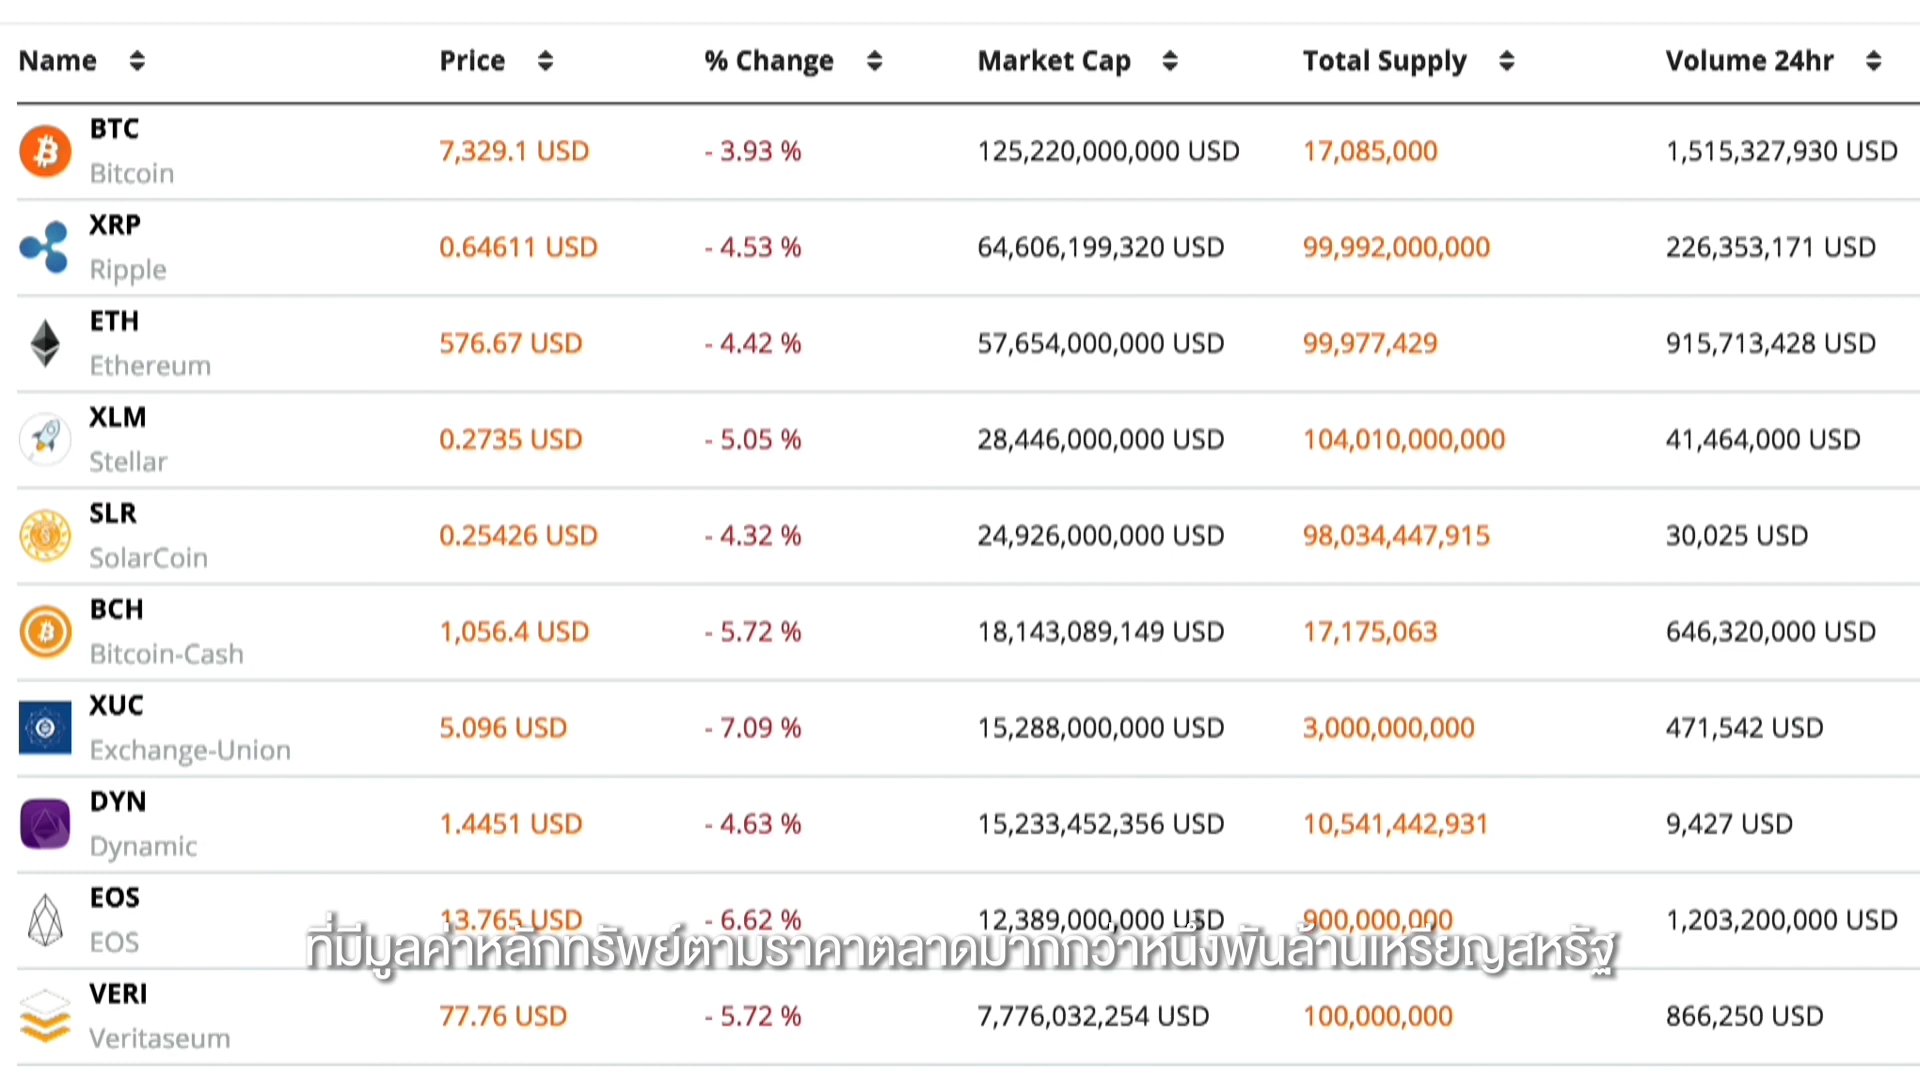 Name Price % Change Market Cap Total Supply Volume 24hr
BTC
Bitcoin
7,329.1 USD - 3.93 % 125,220,000,000 USD 17,085,000 1,515,327,930 USD
XRP
Ripple
0.64611 USD - 4.53 % 64,606,199,320 USD 99,992,000,000 226,353,171 USD
ETH
Ethereum
576.67 USD - 4.42 % 57,654,000,000 USD 99,977,429 915,713,428 USD
XLM
Stellar
0.2735 USD - 5.05 % 28,446,000,000 USD 104,010,000,000 41,464,000 USD
SLR
SolarCoin
0.25426 USD - 4.32 % 24,926,000,000 USD 98,034,447,915 30,025 USD
BCH
Bitcoin-Cash
1,056.4 USD - 5.72 % 18,143,089,149 USD 17,175,063 646,320,000 USD
XUC
Exchange-Union
5.096 USD - 7.09 % 15,288,000,000 USD 3,000,000,000 471,542 USD
DYN
Dynamic
1.4451 USD - 4.63 % 15,233,452,356 USD 10,541,442,931 9,427 USD
EOS
EOS
13.765 USD - 6.62 % 12,389,000,000 USD 900,000,000 1,203,200,000 USD
ที่มีมูลค่าหลักทรัพย์ตามราคาตลาดมากกว่าหนึ่งพันล้านเหรียญสหรัฐ
VERI
Veritaseum
77.76 USD - 5.72 % 7,776,032,254 USD 100,000,000 866,250 USD